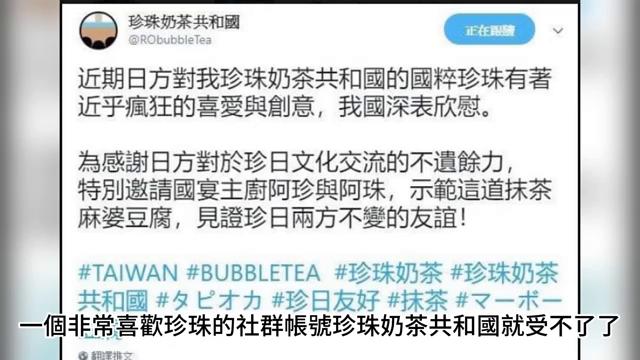 珍珠奶茶共和國
@RObubbleTea
正在跟隨
近期日方對我珍珠奶茶共和國的國粹珍珠有著
近乎瘋狂的喜愛與創意，我國深表欣慰。
為感謝日方對於珍日文化交流的不遺餘力，
特別邀請國宴主廚阿珍與阿珠，示範這道抹茶
麻婆豆腐，見證珍日兩方不變的友誼！
#TAIWAN #BUBBLETEA #珍珠奶茶 #珍珠奶茶
共和國 #タピオカ #珍日友好 #抹茶 #マーボー
一個非常喜歡珍珠的社群帳號珍珠奶茶共和國就受不了了
翻譯推文